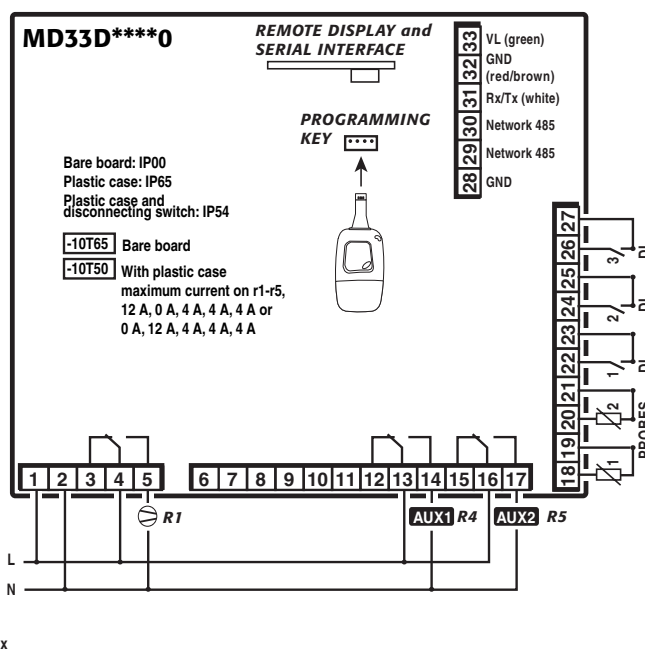 MD33D****0
REMOTE DISPLAY and
SERIAL INTERFACE
PROGRAMMING
KEY
33 VL (green)
32 GND
(red/brown)
31 Rx/Tx (white)
30 Network 485
29 Network 485
28 GND
Bare board: IP00
Plastic case: IP65
Plastic case and
disconnecting switch: IP54
-10T65 Bare board
-10T50 With plastic case
maximum current on r1-r5,
12 A, 0 A, 4 A, 4 A, 4 A or
0 A, 12 A, 4 A, 4 A, 4 A
27
26 3 DI
25
24 2 DI
23
22 1 DI
21
20 2
19 PROBES
18 1
1 2 3 4 5 6 7 8 9 10 11 12 13 14 15 16 17
R1 AUX1 R4 AUX2 R5
L
N
x